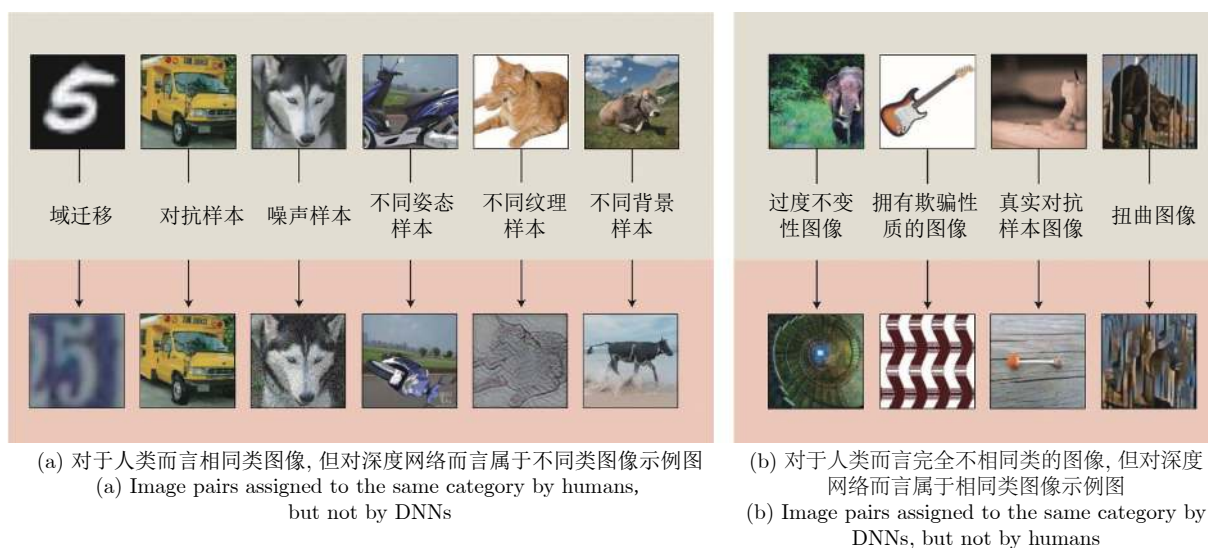 域迁移
对抗样本
噪声样本
不同姿态
样本
不同纹理
样本
不同背景
样本
(a) 对于人类而言相同类图像, 但对深度网络而言属于不同类图像示例图
(a) Image pairs assigned to the same category by humans,
but not by DNNs
过度不变
性图像
拥有欺骗性
质的图像
真实对抗
样本图像
扭曲图像
(b) 对于人类而言完全不相同类的图像, 但对深度
网络而言属于相同类图像示例图
(b) Image pairs assigned to the same category by
DNNs, but not by humans